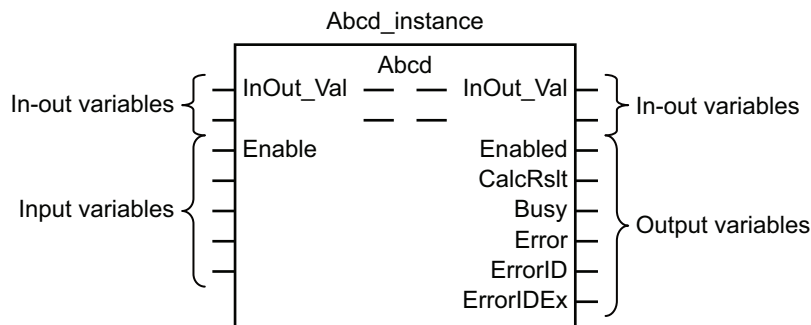 Abcd_instance
Abcd
InOut_Val InOut_Val
In-out variables In-out variables
Enable Enabled
CalcRslt
Input variables Busy Output variables
Error
ErrorID
ErrorIDEx